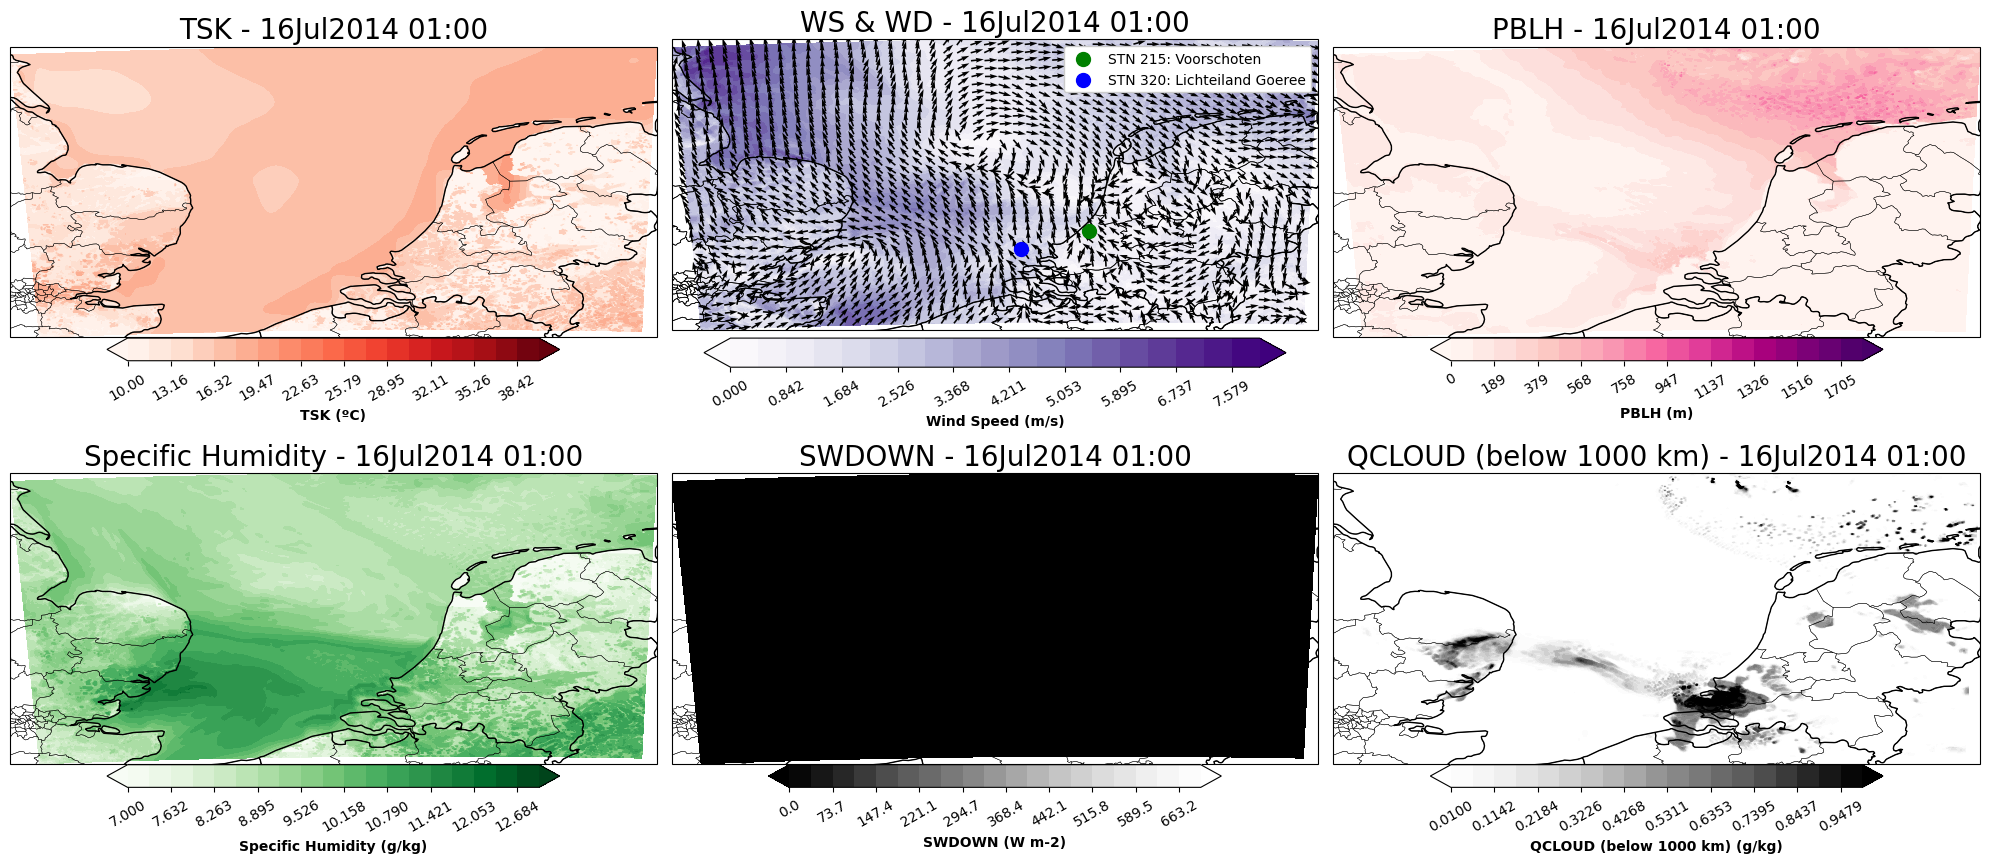 TSK - 16Jul2014 01:00
WS & WD - 16Jul2014 01:00
PBLH - 16Jul2014 01:00
STN 215: Voorschoten
STN 320: Lichteiland Goeree
10.00 13.16 16.32 19.47 22.63 25.79 28.95 32.11 35.26 38.42
TSK (ºC)
0.000 0.842 1.684 2.526 3.368 4.211 5.053 5.895 6.737 7.579
Wind Speed (m/s)
0 189 379 568 758 947 1137 1326 1516 1705
PBLH (m)
Specific Humidity - 16Jul2014 01:00
SWDOWN - 16Jul2014 01:00
QCLOUD (below 1000 km) - 16Jul2014 01:00
7.000 7.632 8.263 8.895 9.526 10.158 10.790 11.421 12.053 12.684
Specific Humidity (g/kg)
0.0 73.7 147.4 221.1 294.7 368.4 442.1 515.8 589.5 663.2
SWDOWN (W m-2)
0.0100 0.1142 0.2184 0.3226 0.4268 0.5311 0.6353 0.7395 0.8437 0.9479
QCLOUD (below 1000 km) (g/kg)